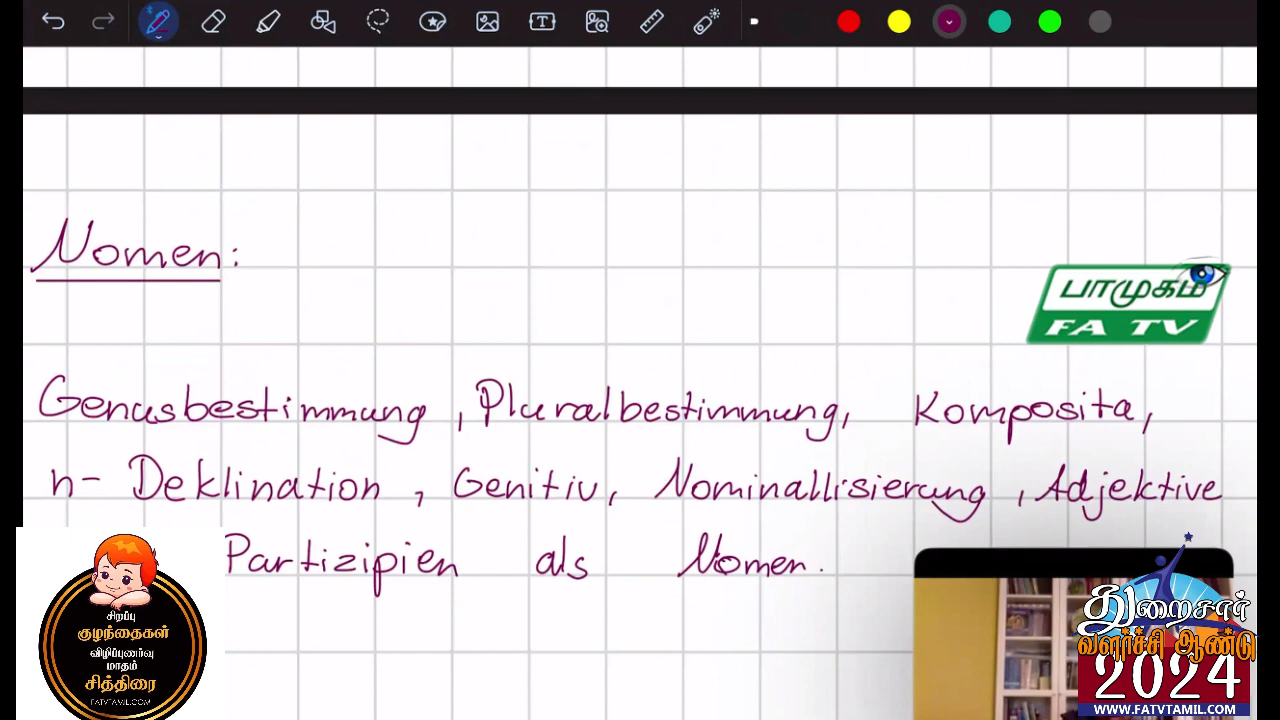 Nomen:
பாமுகம்
FA TV
Genusbestimmung, Pluralbestimmung, Komposita,
n- Deklination, Genitiv, Nominallisierung, Adjektive
Partizipien als Nomen.
சிறப்பு
குழந்தைகள்
விழிப்புணர்வு
மாதம்
சித்திரை
FATVTAMIL.COM
துறைசார்
வளர்ச்சி ஆண்டு
2024
WWW.FATVTAMIL.COM